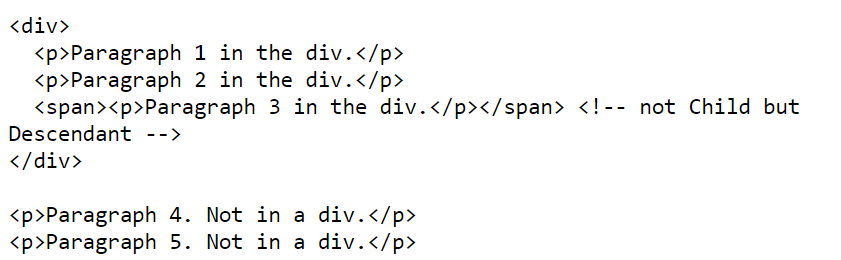 <div>
  <p>Paragraph 1 in the div.</p>
  <p>Paragraph 2 in the div.</p>
  <span><p>Paragraph 3 in the div.</p></span> <!-- not Child but
Descendant -->
</div>

<p>Paragraph 4. Not in a div.</p>
<p>Paragraph 5. Not in a div.</p>